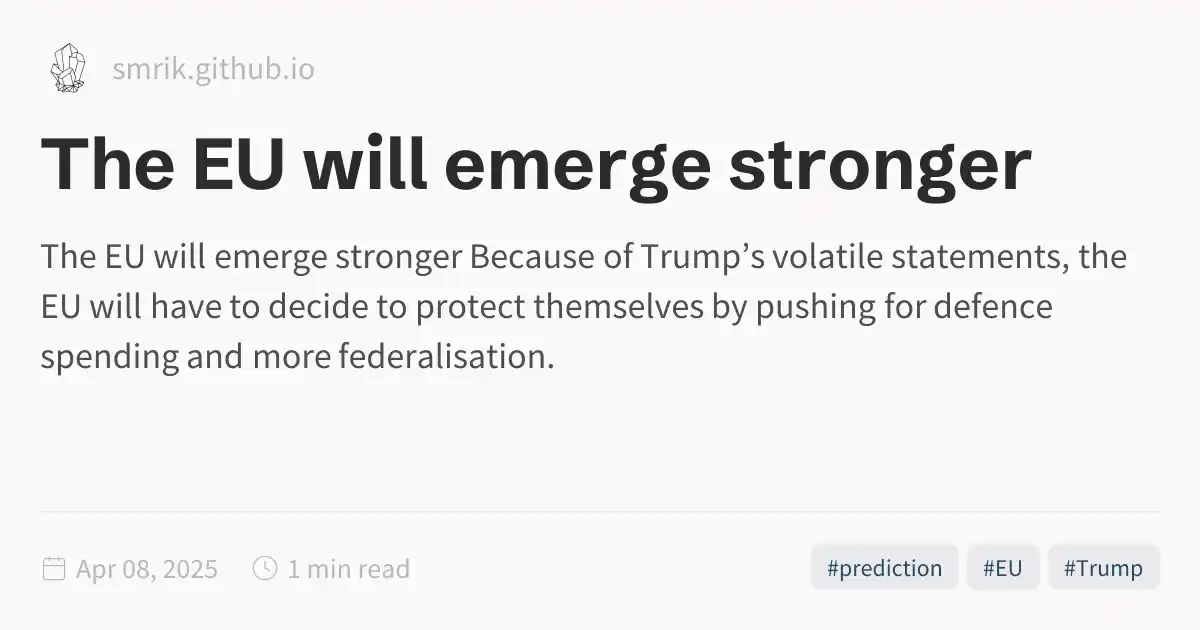 smrik.github.io
The EU will emerge stronger
The EU will emerge stronger Because of Trump’s volatile statements, the
EU will have to decide to protect themselves by pushing for defence
spending and more federalisation.
Apr 08, 2025 1 min read #prediction #EU #Trump